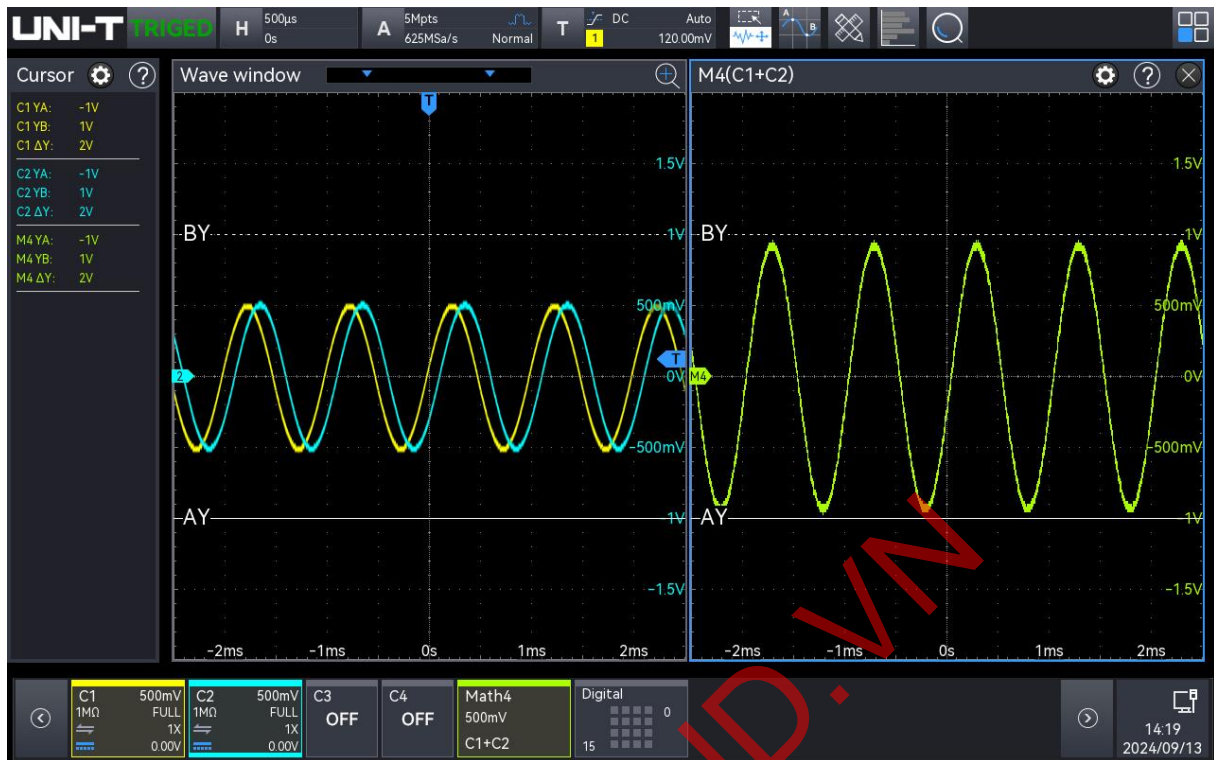 UNI-T TRIGED H 500μs 0s A 5Mpts 625MSa/s Normal T DC Auto 1 120.00mV A B
Cursor ?
C1 YA: -1V
C1 YB: 1V
C1 ΔY: 2V
C2 YA: -1V
C2 YB: 1V
C2 ΔY: 2V
M4 YA: -1V
M4 YB: 1V
M4 ΔY: 2V
Wave window
T
1.5V
BY 1V
500mV
T
2 0V
-500mV
AY -1V
-1.5V
-2ms -1ms 0s 1ms 2ms
M4(C1+C2) ?
1.5V
BY 1V
500mV
M4 0V
-500mV
AY -1V
-1.5V
-2ms -1ms 0s 1ms 2ms
D.VN
C1 500mV
1MΩ FULL
1X
0.00V
C2 500mV
1MΩ FULL
1X
0.00V
C3
OFF
C4
OFF
Math4
500mV
C1+C2
Digital
0
15
14:19
2024/09/13